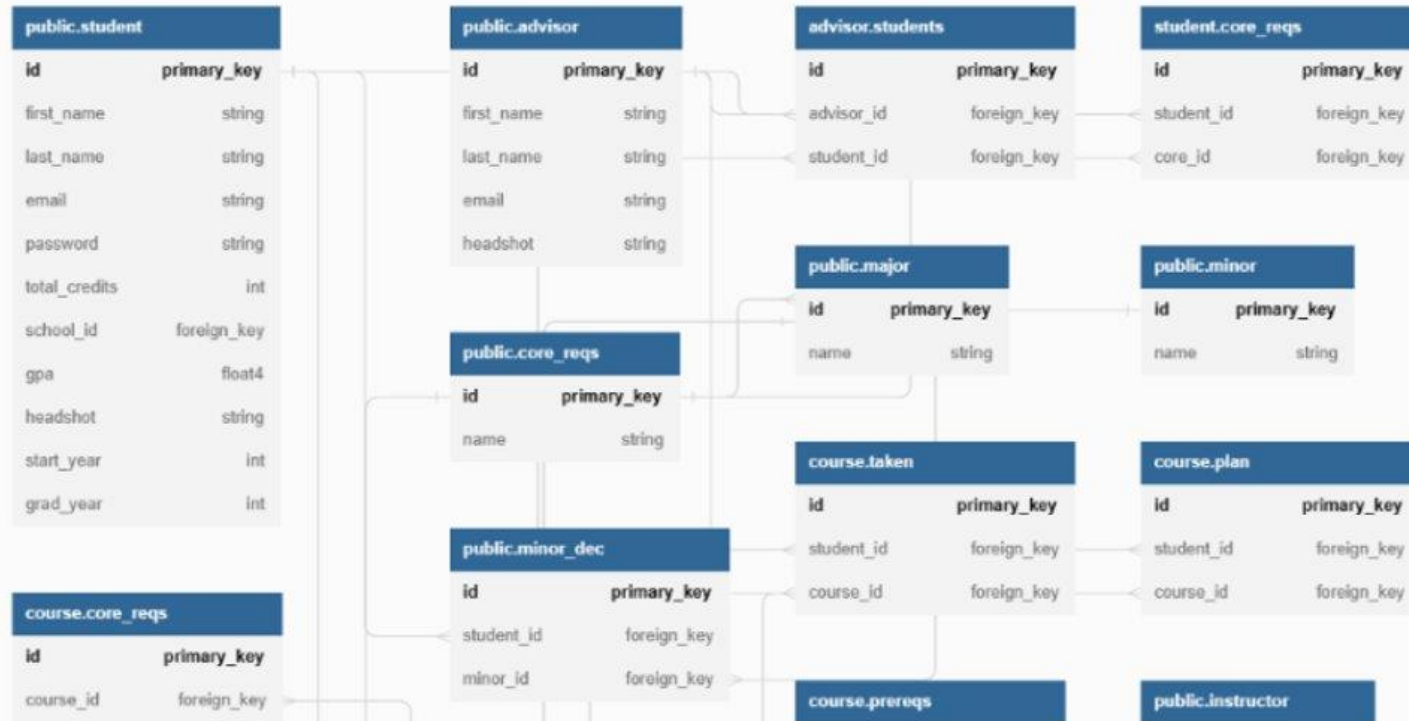 public.student
id primary_key
first_name string
last_name string
email string
password string
total_credits int
school_id foreign_key
gpa float4
headshot string
start_year int
grad_year int
course.core_reqs
id primary_key
course_id foreign_key
public.advisor
id primary_key
first_name string
last_name string
email string
headshot string
public.core_reqs
id primary_key
name string
public.minor_dec
id primary_key
student_id foreign_key
minor_id foreign_key
advisor.students
id primary_key
advisor_id foreign_key
student_id foreign_key
public.major
id primary_key
name string
course.taken
id primary_key
student_id foreign_key
course_id foreign_key
course.prereqs
student.core_reqs
id primary_key
student_id foreign_key
core_id foreign_key
public.minor
id primary_key
name string
course.plan
id primary_key
student_id foreign_key
course_id foreign_key
public.instructor